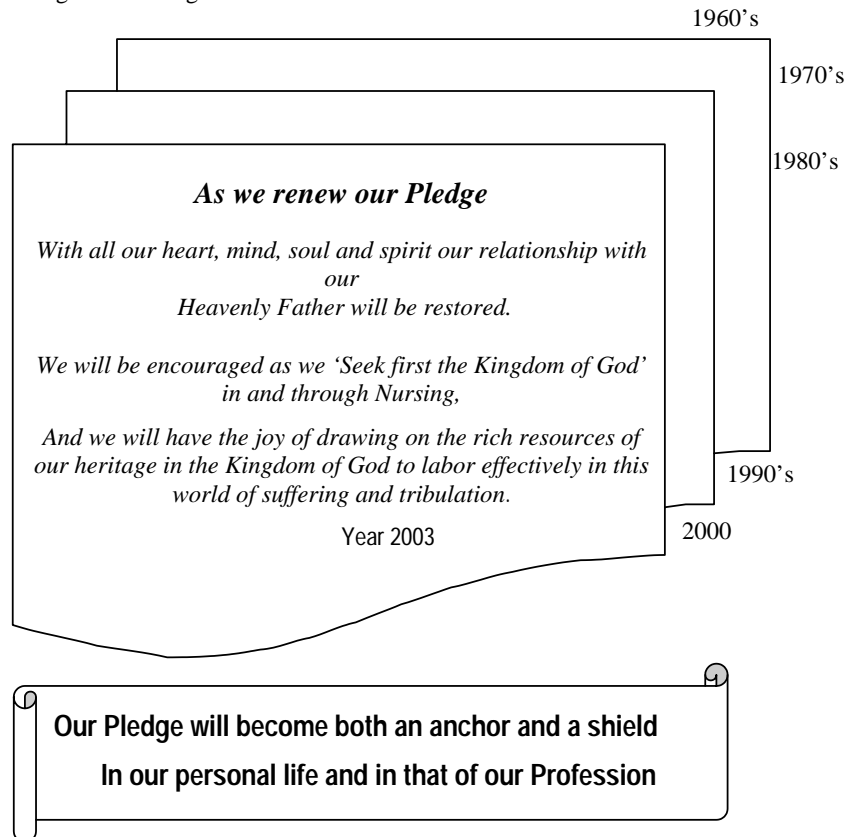 1960’s
1970’s
1980’s
As we renew our Pledge
With all our heart, mind, soul and spirit our relationship with
our
Heavenly Father will be restored.
We will be encouraged as we ‘Seek first the Kingdom of God’
in and through Nursing,
And we will have the joy of drawing on the rich resources of
our heritage in the Kingdom of God to labor effectively in this
world of suffering and tribulation.
1990’s
Year 2003
2000
Our Pledge will become both an anchor and a shield
In our personal life and in that of our Profession